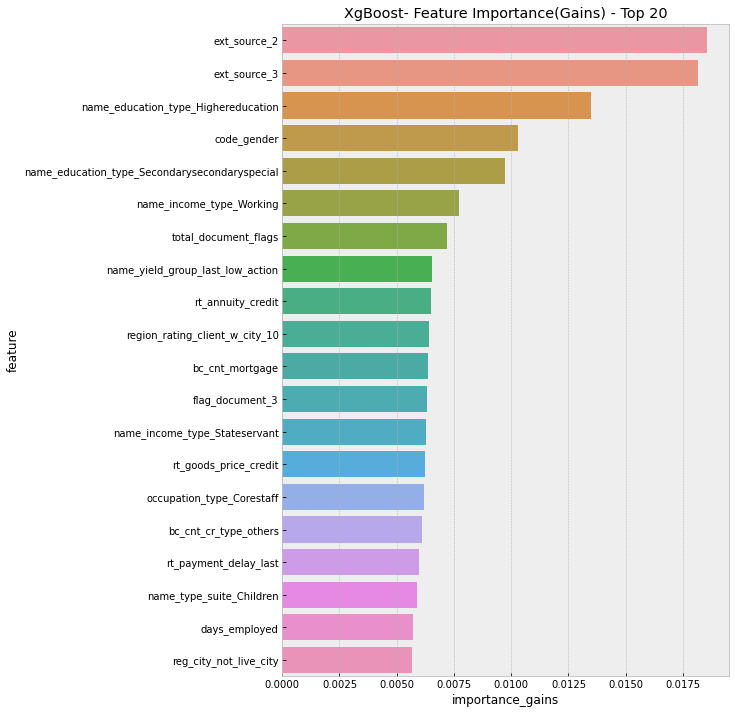 XgBoost- Feature Importance(Gains) - Top 20
ext_source_2
ext_source_3
name_education_type_Highereducation
code_gender
name_education_type_Secondarysecondaryspecial
name_income_type_Working
total_document_flags
name_yield_group_last_low_action
rt_annuity_credit
region_rating_client_w_city_10
bc_cnt_mortgage
flag_document_3
name_income_type_Stateservant
rt_goods_price_credit
occupation_type_Corestaff
bc_cnt_cr_type_others
rt_payment_delay_last
name_type_suite_Children
days_employed
reg_city_not_live_city
feature
0.0000 0.0025 0.0050 0.0075 0.0100 0.0125 0.0150 0.0175
importance_gains